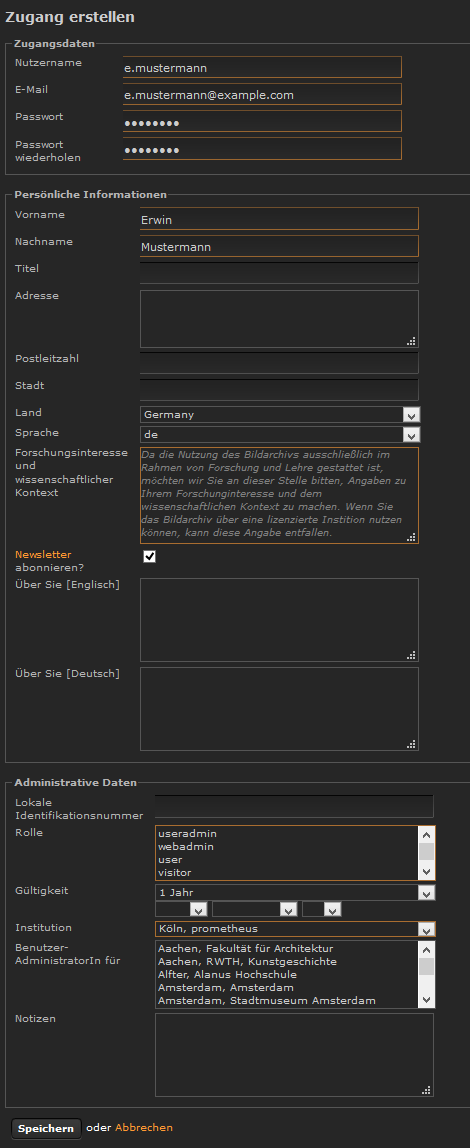 Zugang erstellen
Zugangsdaten
Nutzername
e.mustermann
E-Mail
e.mustermann@example.com
Passwort
●●●●●●●●
Passwort
wiederholen
●●●●●●●●
Persönliche Informationen
Vorname
Erwin
Nachname
Mustermann
Titel
Adresse
Postleitzahl
Stadt
Land
Germany
Sprache
de
Forschungsinteresse
und
wissenschaftlicher
Kontext
Da die Nutzung des Bildarchivs ausschließlich im
Rahmen von Forschung und Lehre gestattet ist,
möchten wir Sie an dieser Stelle bitten, Angaben zu
Ihrem Forschunginteresse und dem
wissenschaftlichen Kontext zu machen. Wenn Sie
das Bildarchiv über eine lizenzierte Instition nutzen
können, kann diese Angabe entfallen.
Newsletter
abonnieren?
Über Sie [Englisch]
Über Sie [Deutsch]
Administrative Daten
Lokale
Identifikationsnummer
Rolle
useradmin
webadmin
user
visitor
Gültigkeit
1 Jahr
Institution
Köln, prometheus
Benutzer-
AdministratorIn für
Aachen, Fakultät für Architektur
Aachen, RWTH, Kunstgeschichte
Alfter, Alanus Hochschule
Amsterdam, Amsterdam
Amsterdam, Stadtmuseum Amsterdam
Notizen
Speichern oder Abbrechen